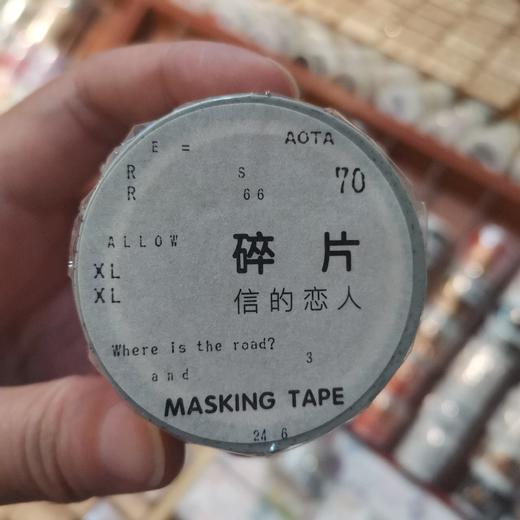 E = AOTA
R S 70
R 66
ALLOW
碎片
XL
信的恋人
XL
Where is the road?
3
and
MASKING TAPE
24 6